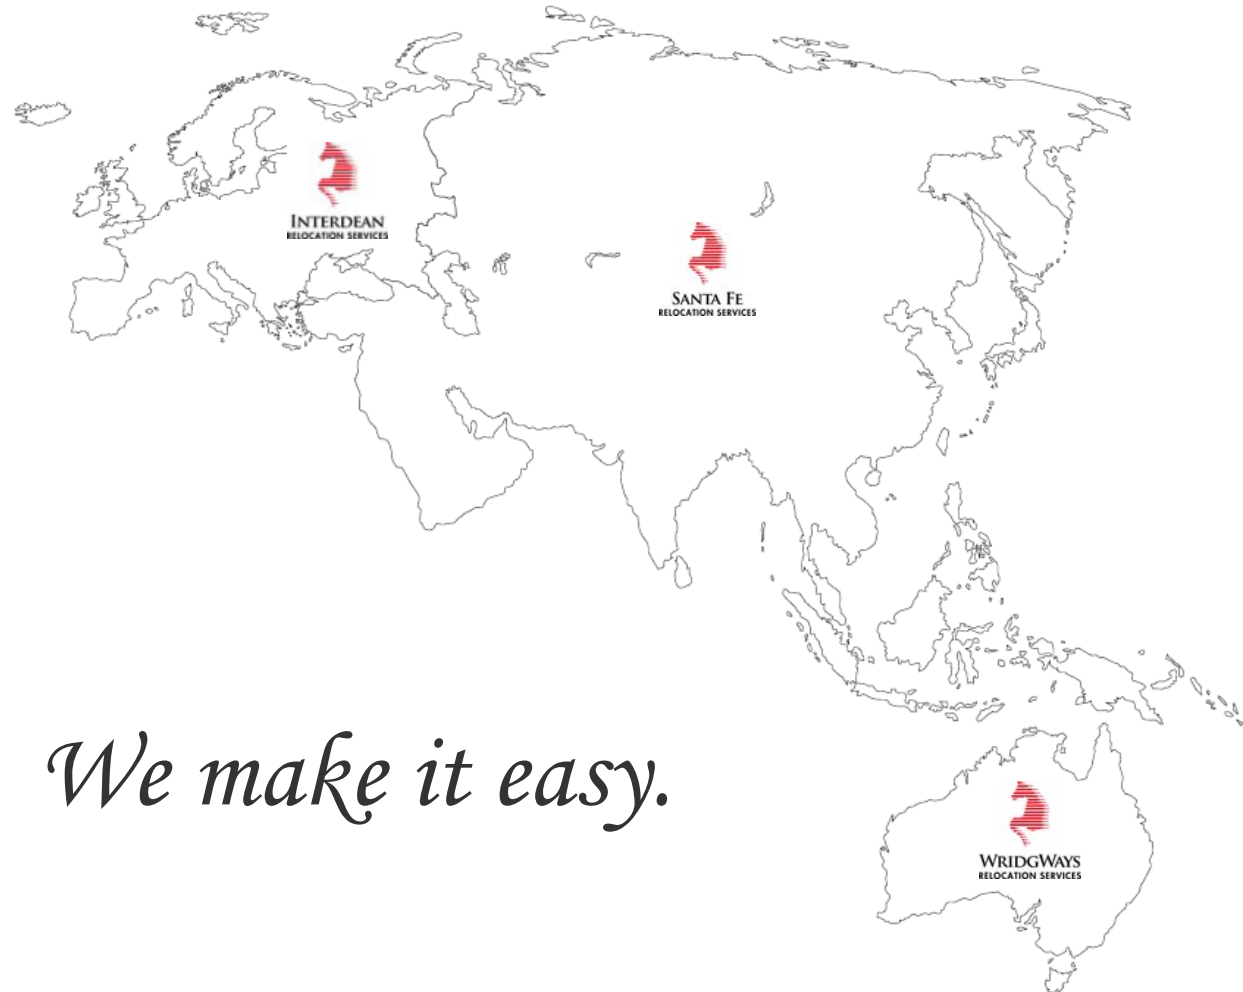 INTERDEAN
RELOCATION SERVICES
SANTA FE
RELOCATION SERVICES
We make it easy.
WRIDGWAYS
RELOCATION SERVICES